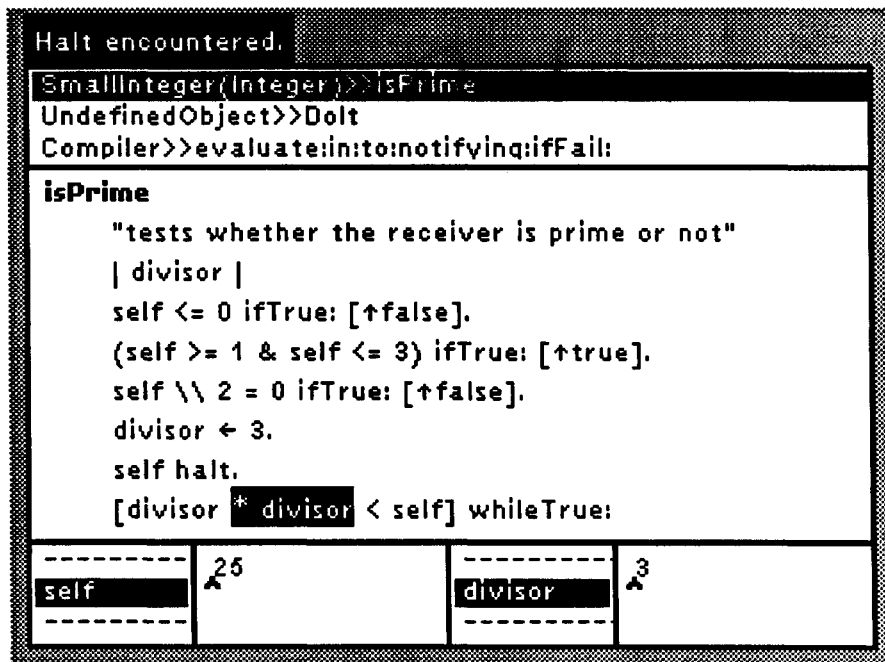 Halt encountered.
SmallInteger(Integer)>>isPrime
UndefinedObject>>DoIt
Compiler>>evaluate:in:to:notifying:ifFail:
isPrime
"tests whether the receiver is prime or not"
| divisor |
self <= 0 ifTrue: [↑false].
(self >= 1 & self <= 3) ifTrue: [↑true].
self \\ 2 = 0 ifTrue: [↑false].
divisor ← 3.
self halt.
[divisor * divisor < self] whileTrue:
self 25 divisor 3